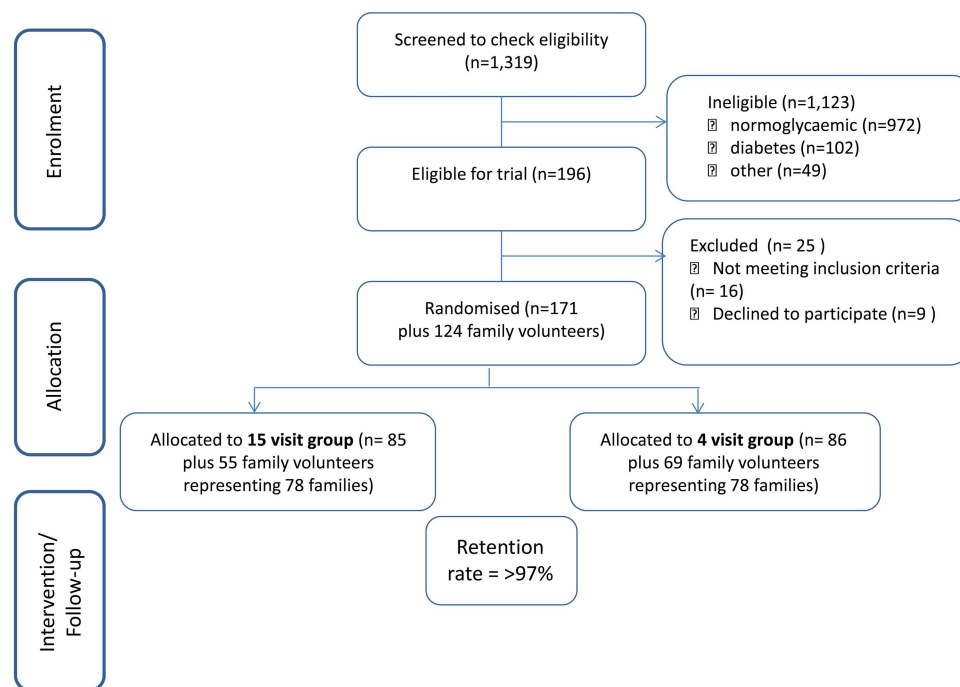 Enrolment
Screened to check eligibility
(n=1,319)
Ineligible (n=1,123)
normoglycaemic (n=972)
diabetes (n=102)
other (n=49)
Eligible for trial (n=196)
Excluded (n= 25 )
Not meeting inclusion criteria
(n= 16)
Declined to participate (n=9 )
Allocation
Randomised (n=171
plus 124 family volunteers)
Allocated to 15 visit group (n= 85
plus 55 family volunteers
representing 78 families)
Allocated to 4 visit group (n= 86
plus 69 family volunteers
representing 78 families)
Intervention/
Follow-up
Retention
rate = >97%